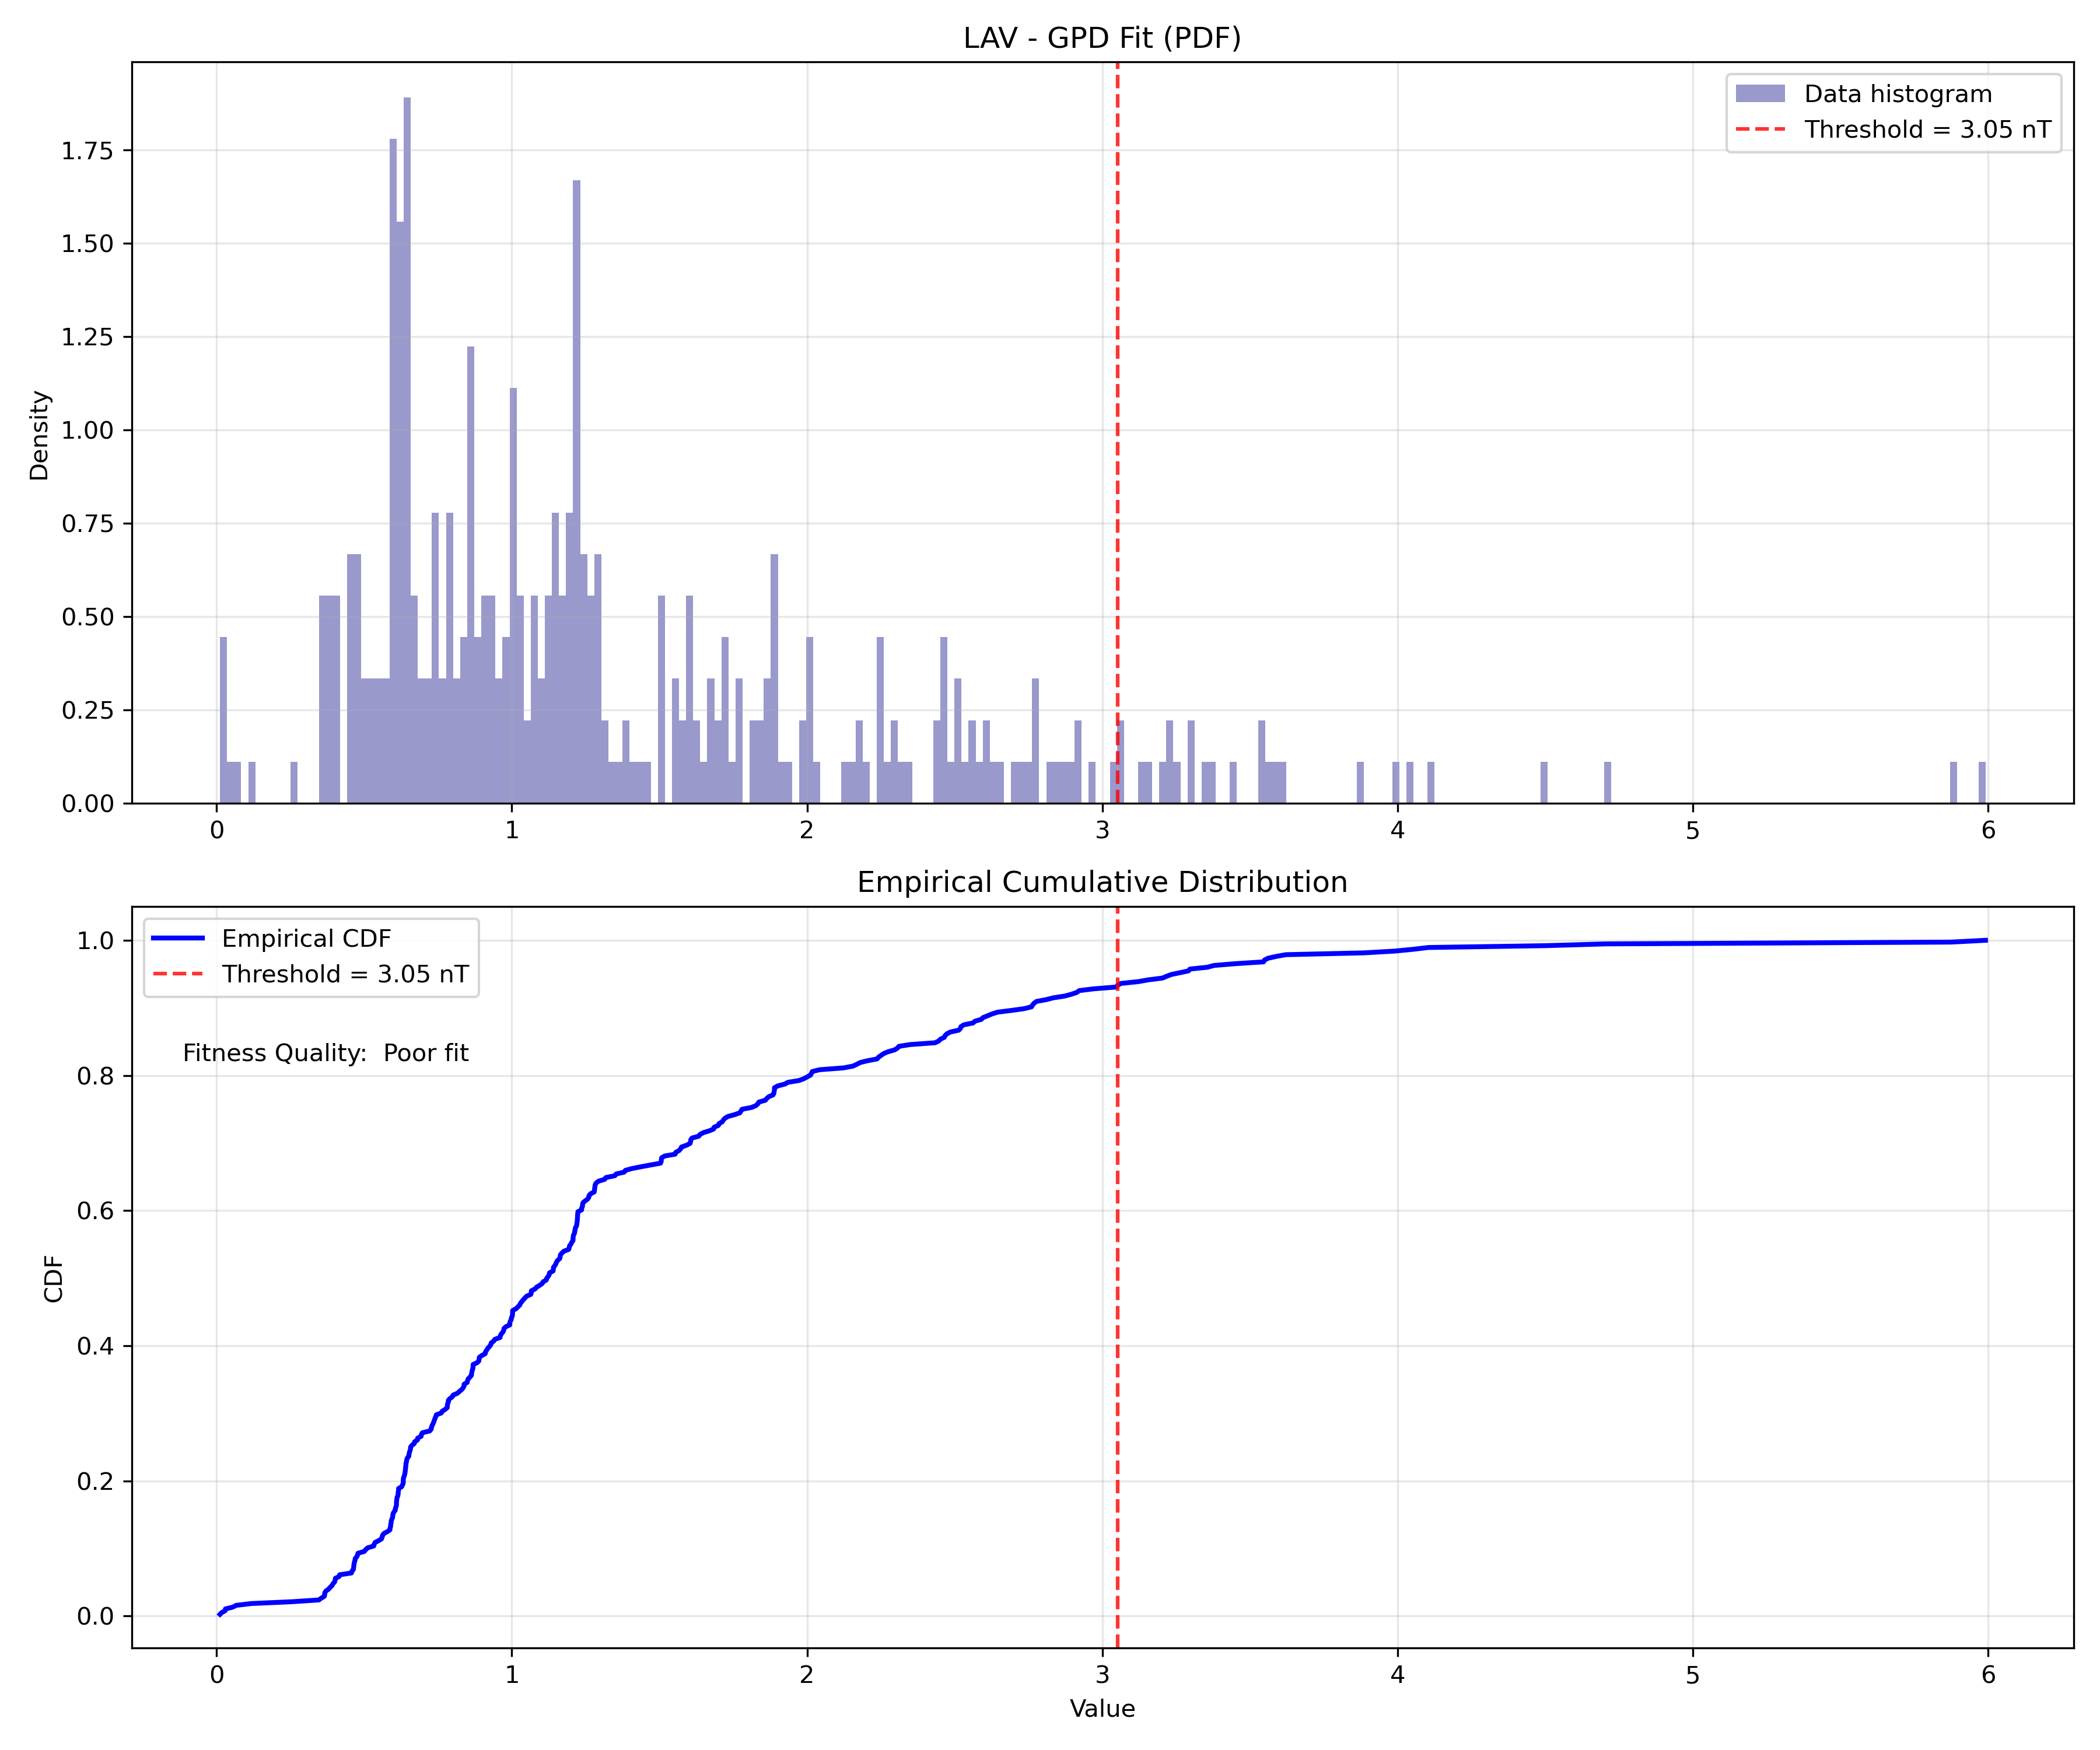 LAV - GPD Fit (PDF)
Data histogram
Threshold = 3.05 nT
Density
1.75
1.50
1.25
1.00
0.75
0.50
0.25
0.00
0 1 2 3 4 5 6
Empirical Cumulative Distribution
Empirical CDF
Threshold = 3.05 nT
Fitness Quality:  Poor fit
CDF
1.0
0.8
0.6
0.4
0.2
0.0
0 1 2 3 4 5 6
Value